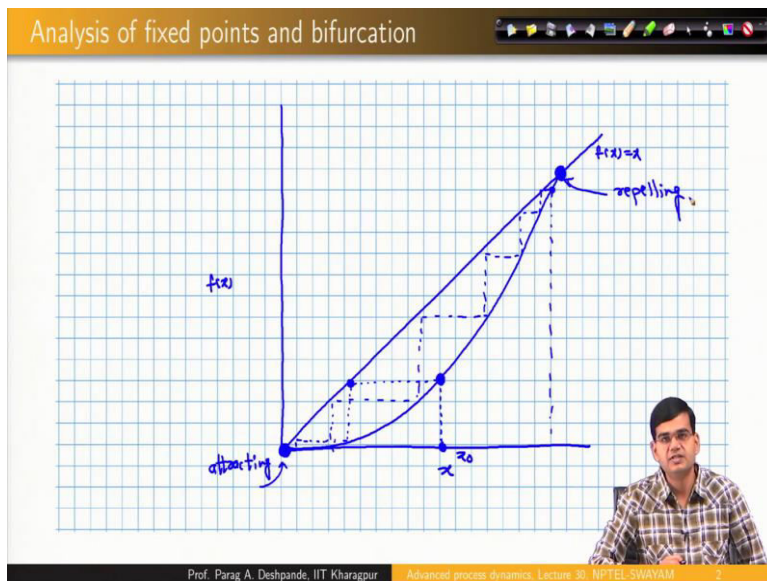 Analysis of fixed points and bifurcation
f(x)=x
repelling.
f(x)
attracting
x0
x
Prof. Parag A. Deshpande, IIT Kharagpur
Advanced process dynamics, Lecture 30, NPTEL-SWAYAM
2